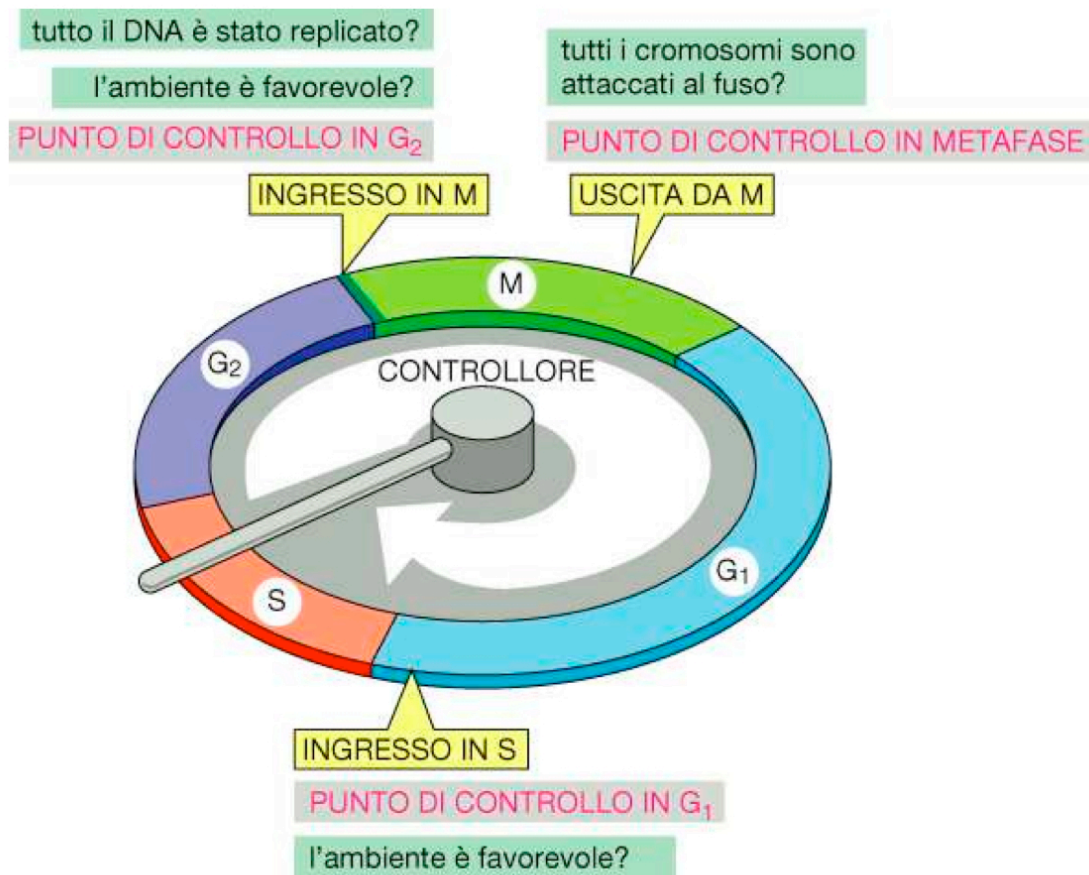 tutto il DNA è stato replicato?
l'ambiente è favorevole?
PUNTO DI CONTROLLO IN G2
tutti i cromosomi sono
attaccati al fuso?
PUNTO DI CONTROLLO IN METAFASE
INGRESSO IN M
USCITA DA M
M
G2
CONTROLLORE
G1
S
INGRESSO IN S
PUNTO DI CONTROLLO IN G1
l'ambiente è favorevole?